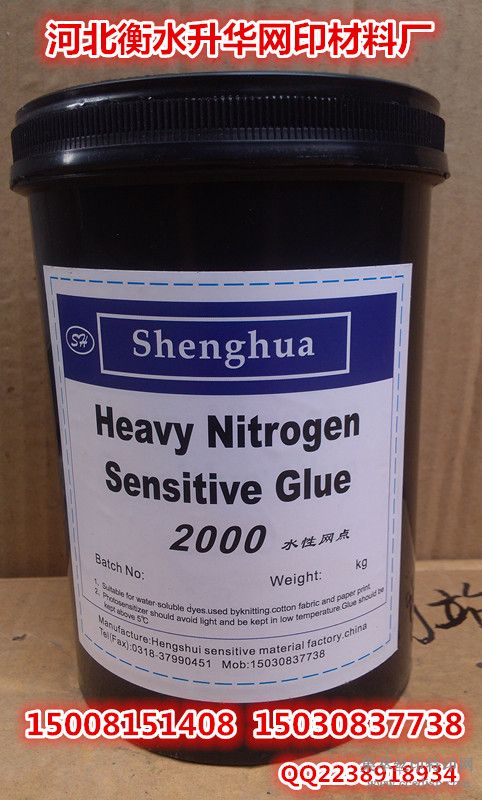 河北衡水升华网印材料厂
SH
Shenghua
Heavy Nitrogen
Sensitive Glue
2000 水性网点
Batch No:
Weight: kg
1. Suitable for water-soluble dyes.used byknitting.cotton fabric and paper print.
2. Photosensitizer should avoid light and be kept in low temperature.Glue should be
kept above 5℃
Manufacture:Hengshui sensitive material factory.china
Tel(Fax):0318-37990451 Mob:15030837738
15008151408 15030837738
QQ2238918934